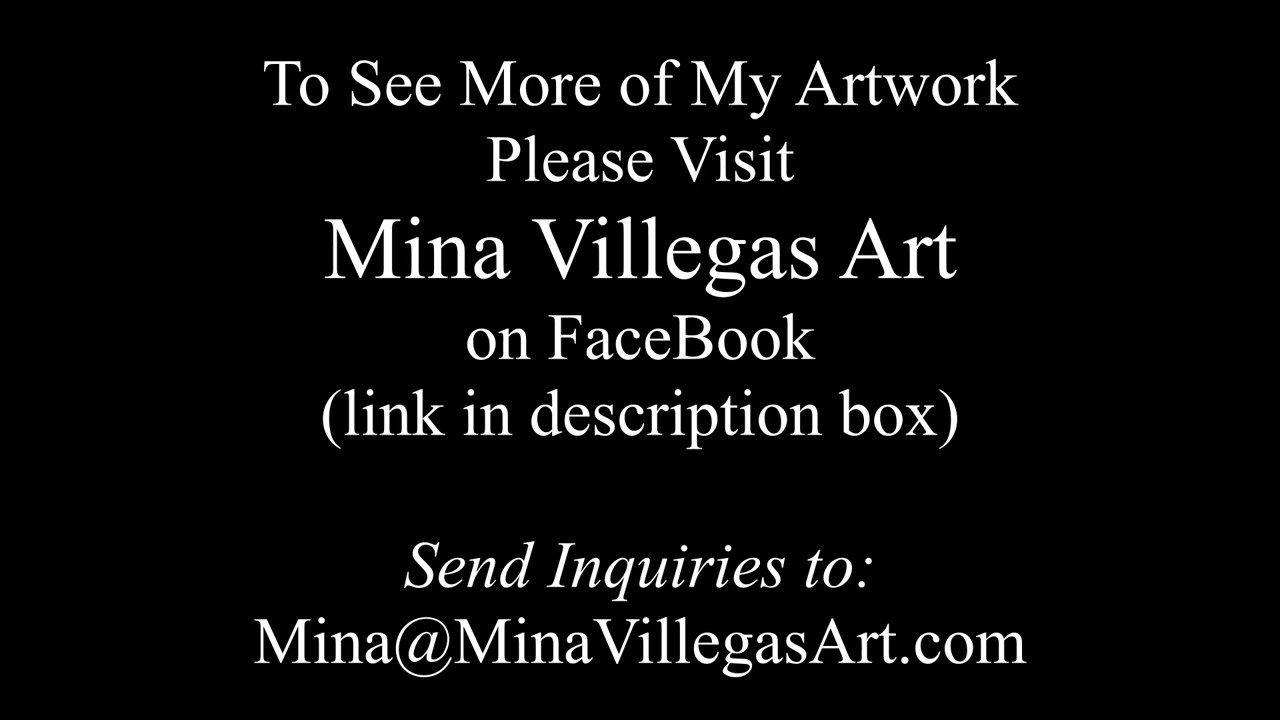 To See More of My Artwork
Please Visit
Mina Villegas Art
on FaceBook
(link in description box)
Send Inquiries to:
Mina@MinaVillegasArt.com